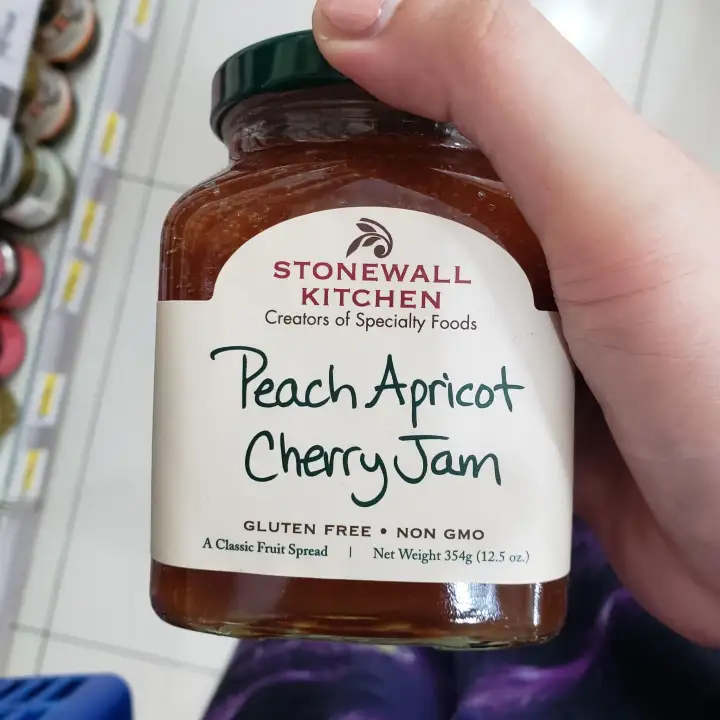 STONEWALL
KITCHEN
Creators of Specialty Foods
Peach Apricot
Cherry Jam
GLUTEN FREE • NON GMO
A Classic Fruit Spread | Net Weight 354g (12.5 oz.)